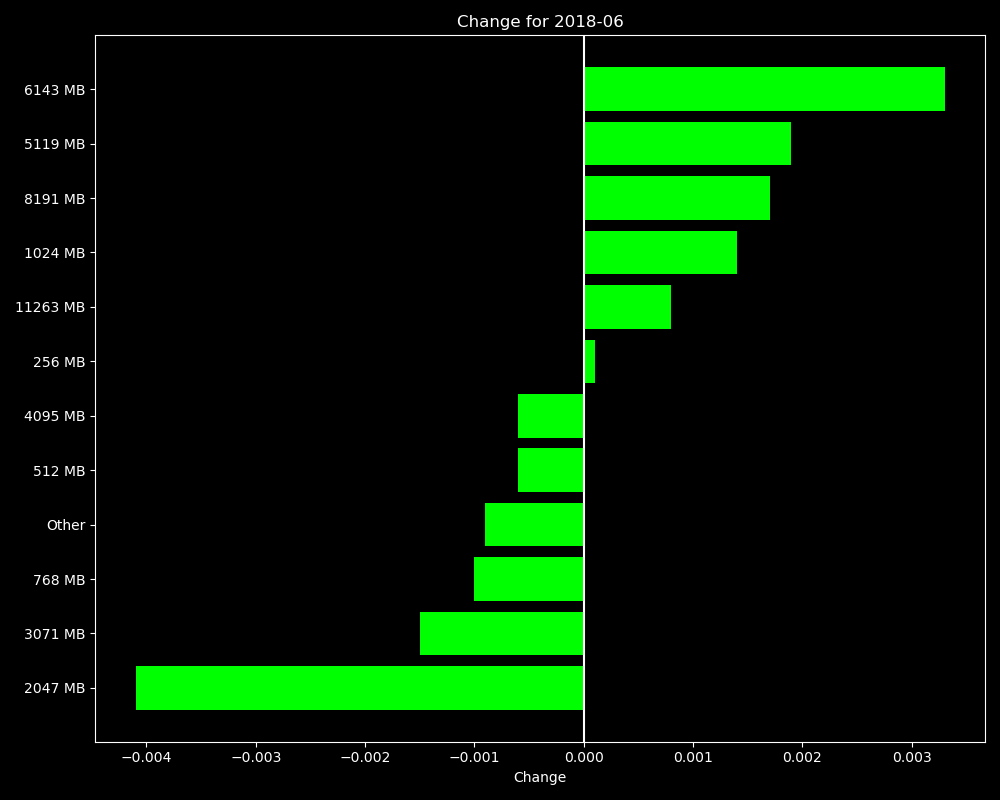 Change for 2018-06
6143 MB
5119 MB
8191 MB
1024 MB
11263 MB
256 MB
4095 MB
512 MB
Other
768 MB
3071 MB
2047 MB
−0.004 −0.003 −0.002 −0.001 0.000 0.001 0.002 0.003
Change